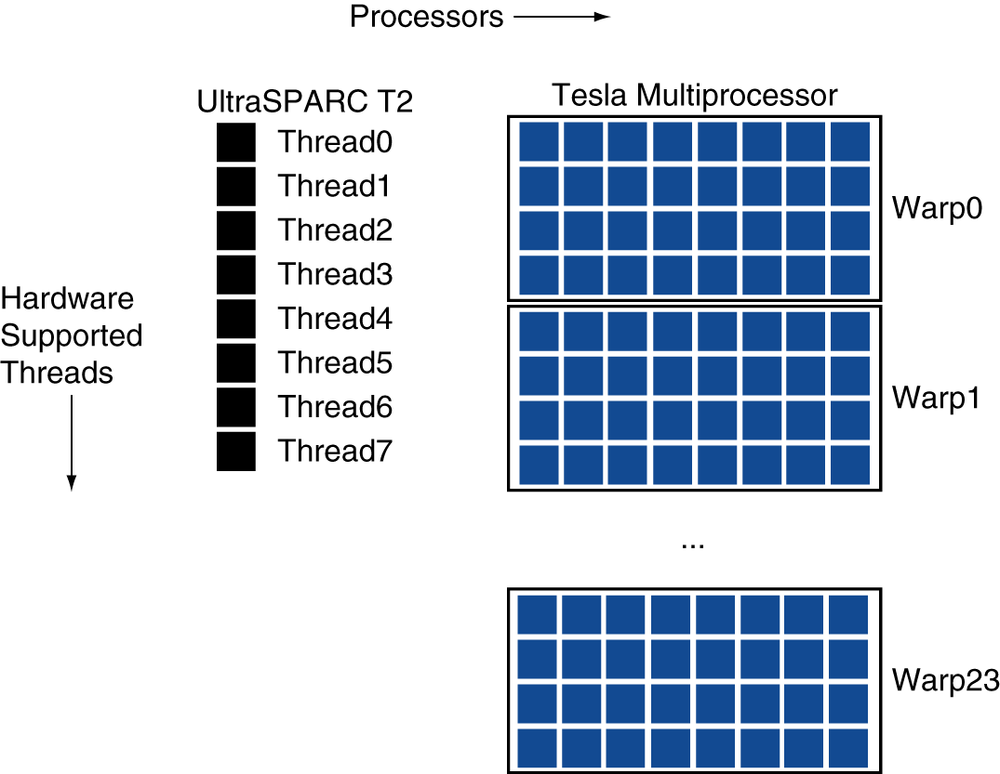 Processors
UltraSPARC T2
Tesla Multiprocessor
Thread0
Thread1
Thread2
Thread3
Thread4
Thread5
Thread6
Thread7
Hardware
Supported
Threads
Warp0
Warp1
...
Warp23